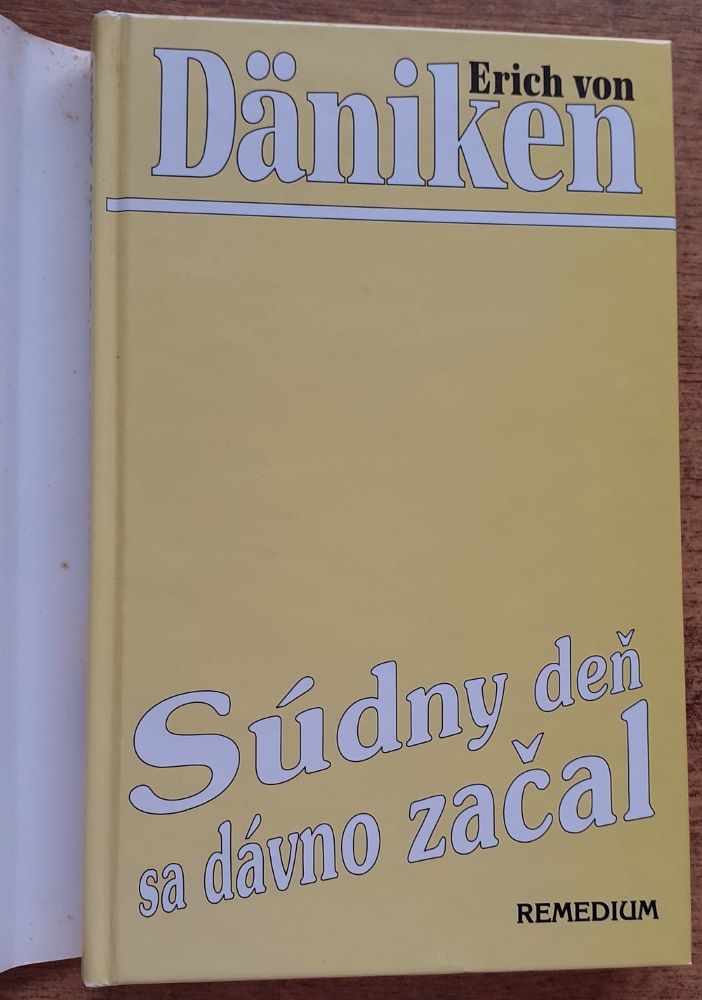 Erich von
Däniken
Súdny deň
sa dávno začal
REMEDIUM